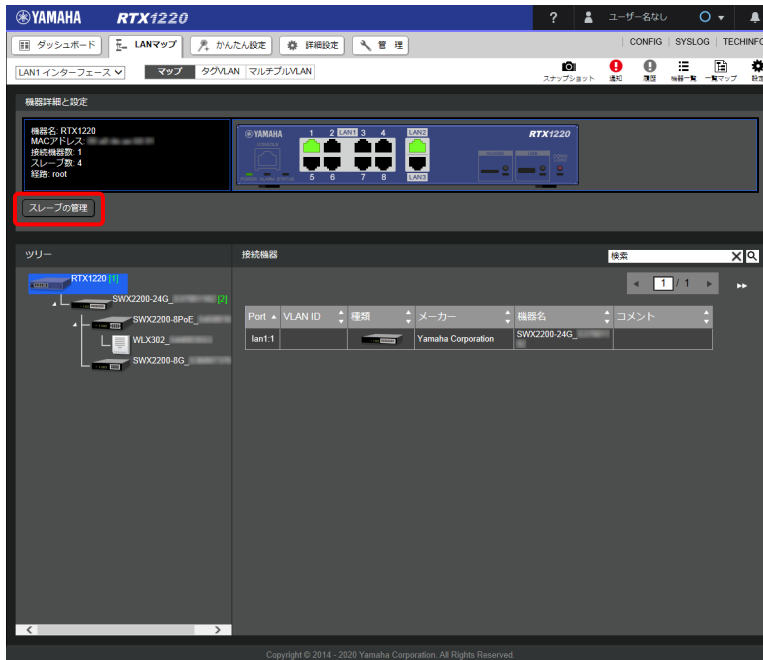 YAMAHA RTX1220 ? ユーザー名なし
ダッシュボード LANマップ かんたん設定 詳細設定 管 理 CONFIG SYSLOG TECHINFO
LAN1 インターフェース マップ タグVLAN マルチプルVLAN
スナップショット 通知 履歴 機器一覧 一覧マップ 設定
機器詳細と設定
機器名: RTX1220
MACアドレス:
接続機器数: 1
スレーブ数: 4
経路: root
YAMAHA 1 2 LAN1 3 4 LAN2 RTX1220
CONSOLE
5 6 7 8 LAN3
スレーブの管理
ツリー
RTX1220 [1]
SWX2200-24G_ [2]
SWX2200-8PoE_
WLX302_
SWX2200-8G_
接続機器 検索
1 / 1
Port VLAN ID 種類 メーカー 機器名 コメント
lan1:1 Yamaha Corporation SWX2200-24G_
Copyright © 2014 - 2020 Yamaha Corporation. All Rights Reserved.